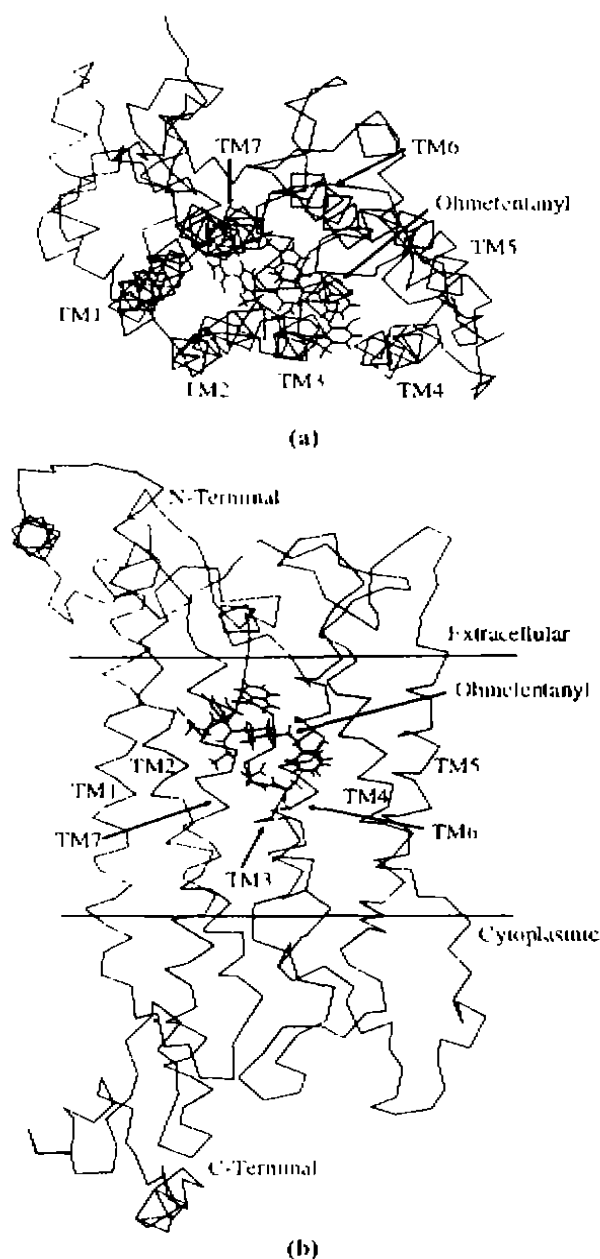 TM7
TM6
Ohmefentanyl
TM5
TM1
TM2
TM3
TM4
(a)
N-Terminal
Extracellular
Ohmefentanyl
TM2
TM5
TM1
TM4
TM7
TM6
TM3
Cytoplasmic
C-Terminal
(b)